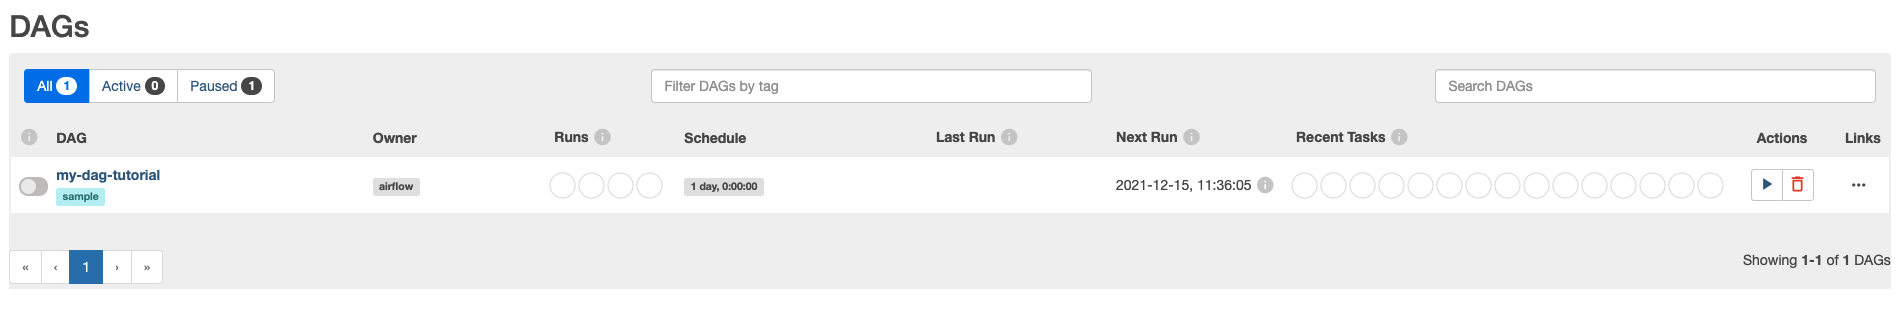 DAGs
All 1 Active 0 Paused 1 Filter DAGs by tag Search DAGs
DAG Owner Runs Schedule Last Run Next Run Recent Tasks Actions Links
my-dag-tutorial airflow 1 day, 0:00:00 2021-12-15, 11:36:05
sample
« ‹ 1 › » Showing 1-1 of 1 DAGs